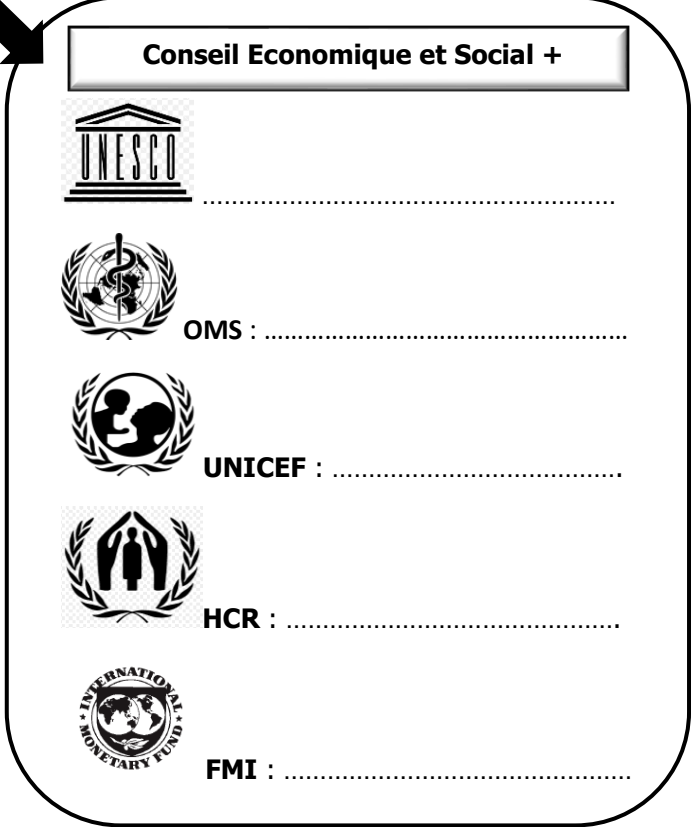 Conseil Economique et Social +
UNESCO
.........................................................
OMS : ..................................................
UNICEF : ........................................
HCR : ..............................................
INTERNATIONAL
MONETARY FUND
FMI : ................................................